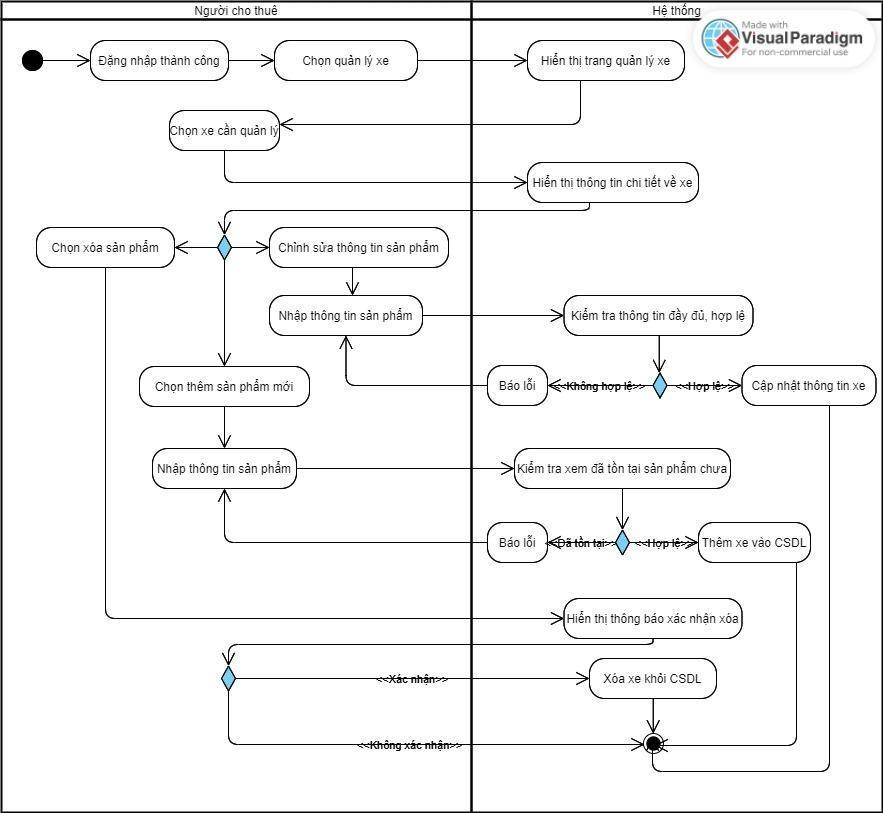 Người cho thuê
Hệ thống
Made with
Visual Paradigm
For non-commercial use
Đăng nhập thành công
Chọn quản lý xe
Hiển thị trang quản lý xe
Chọn xe cần quản lý
Hiển thị thông tin chi tiết về xe
Chọn xóa sản phẩm
Chỉnh sửa thông tin sản phẩm
Nhập thông tin sản phẩm
Kiểm tra thông tin đầy đủ, hợp lệ
Chọn thêm sản phẩm mới
Báo lỗi
<<Không hợp lệ>>
<<Hợp lệ>>
Cập nhật thông tin xe
Nhập thông tin sản phẩm
Kiểm tra xem đã tồn tại sản phẩm chưa
Báo lỗi
<<Đã tồn tại>>
<<Hợp lệ>>
Thêm xe vào CSDL
Hiển thị thông báo xác nhận xóa
<<Xác nhận>>
Xóa xe khỏi CSDL
<<Không xác nhận>>